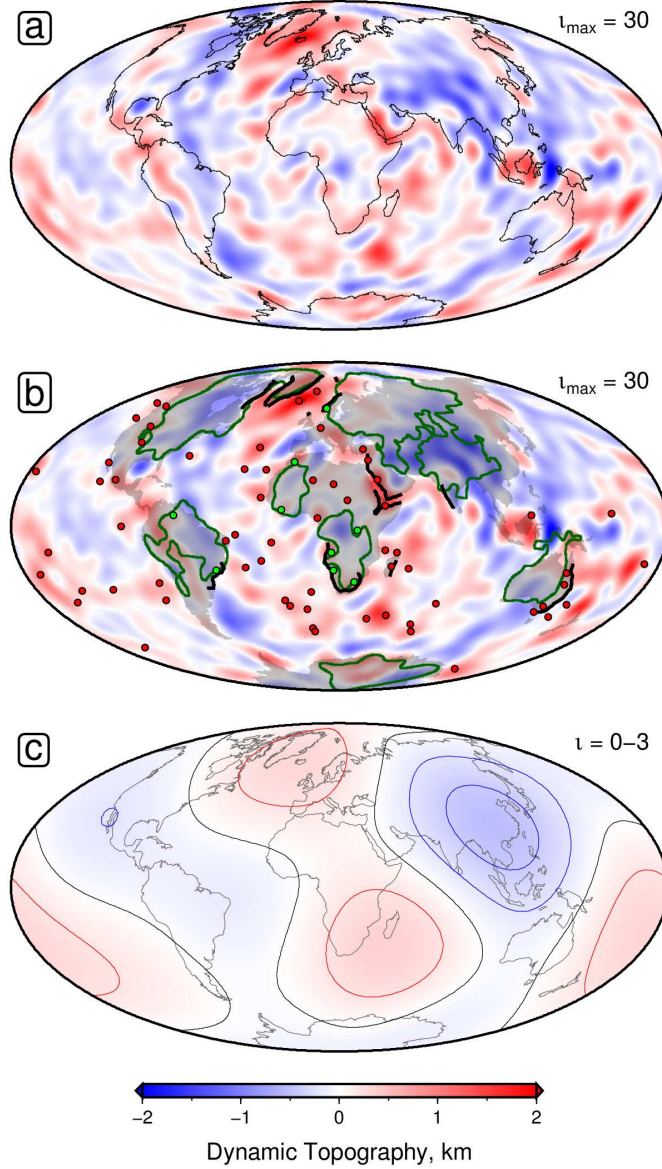 a
ι_max = 30
b
ι_max = 30
c
ι = 0–3
−2 −1 0 1 2
Dynamic Topography, km